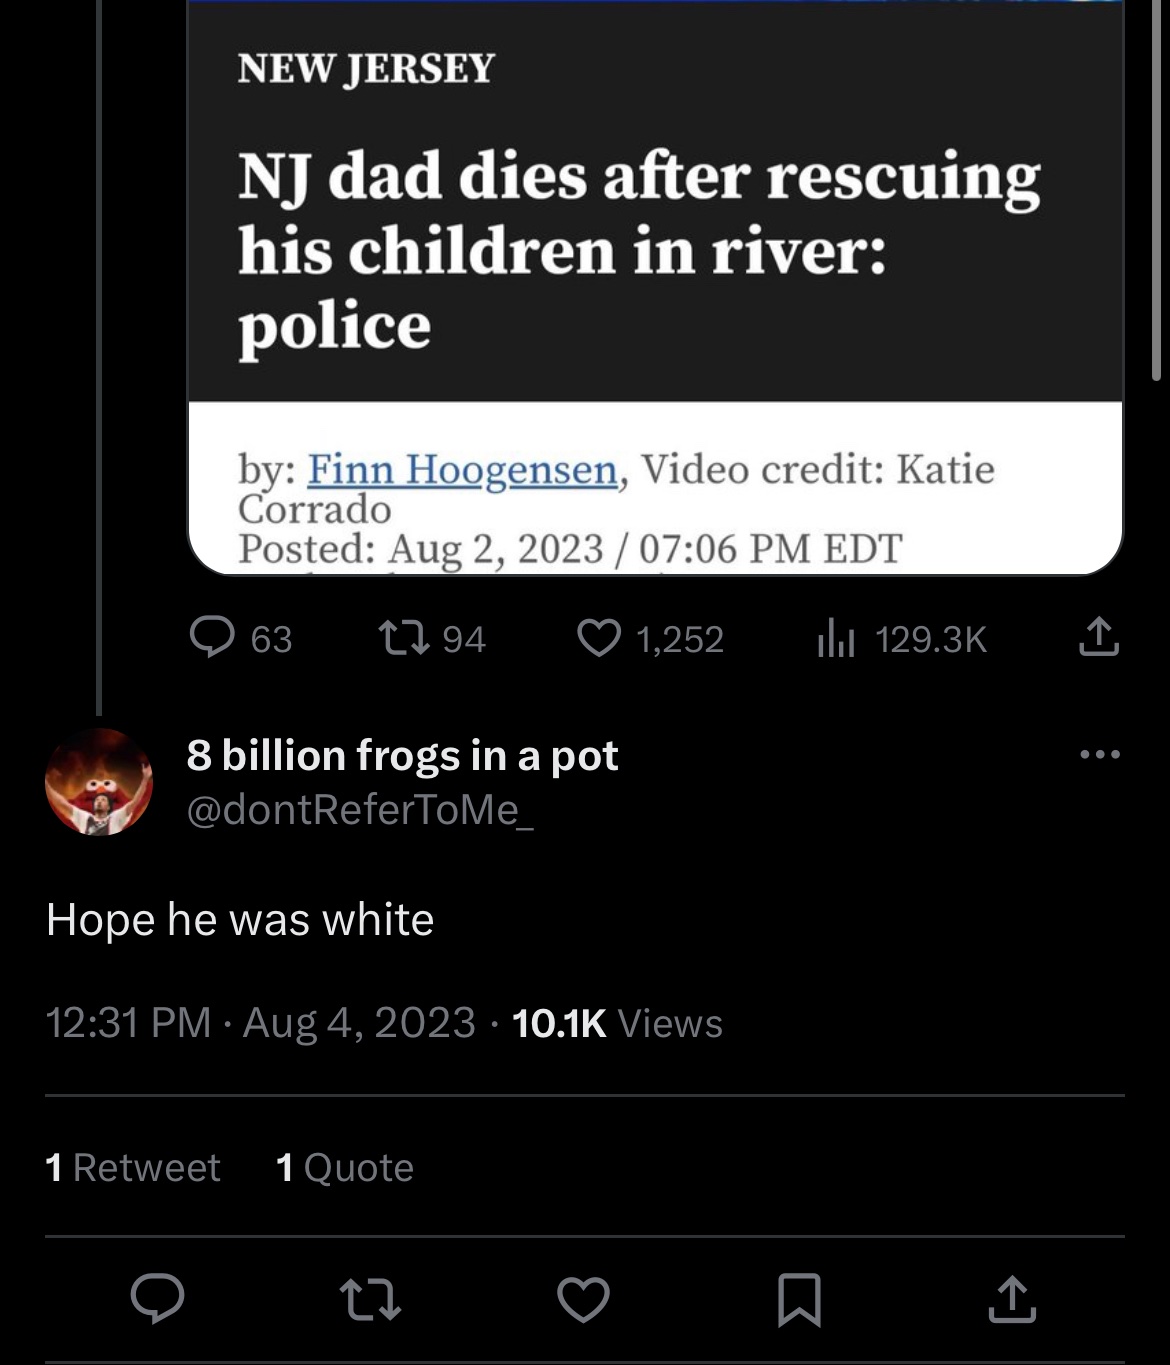 NEW JERSEY
NJ dad dies after rescuing
his children in river:
police
by: Finn Hoogensen, Video credit: Katie
Corrado
Posted: Aug 2, 2023 / 07:06 PM EDT
63 94 1,252 129.3K
8 billion frogs in a pot
@dontReferToMe_
Hope he was white
12:31 PM · Aug 4, 2023 · 10.1K Views
1 Retweet 1 Quote